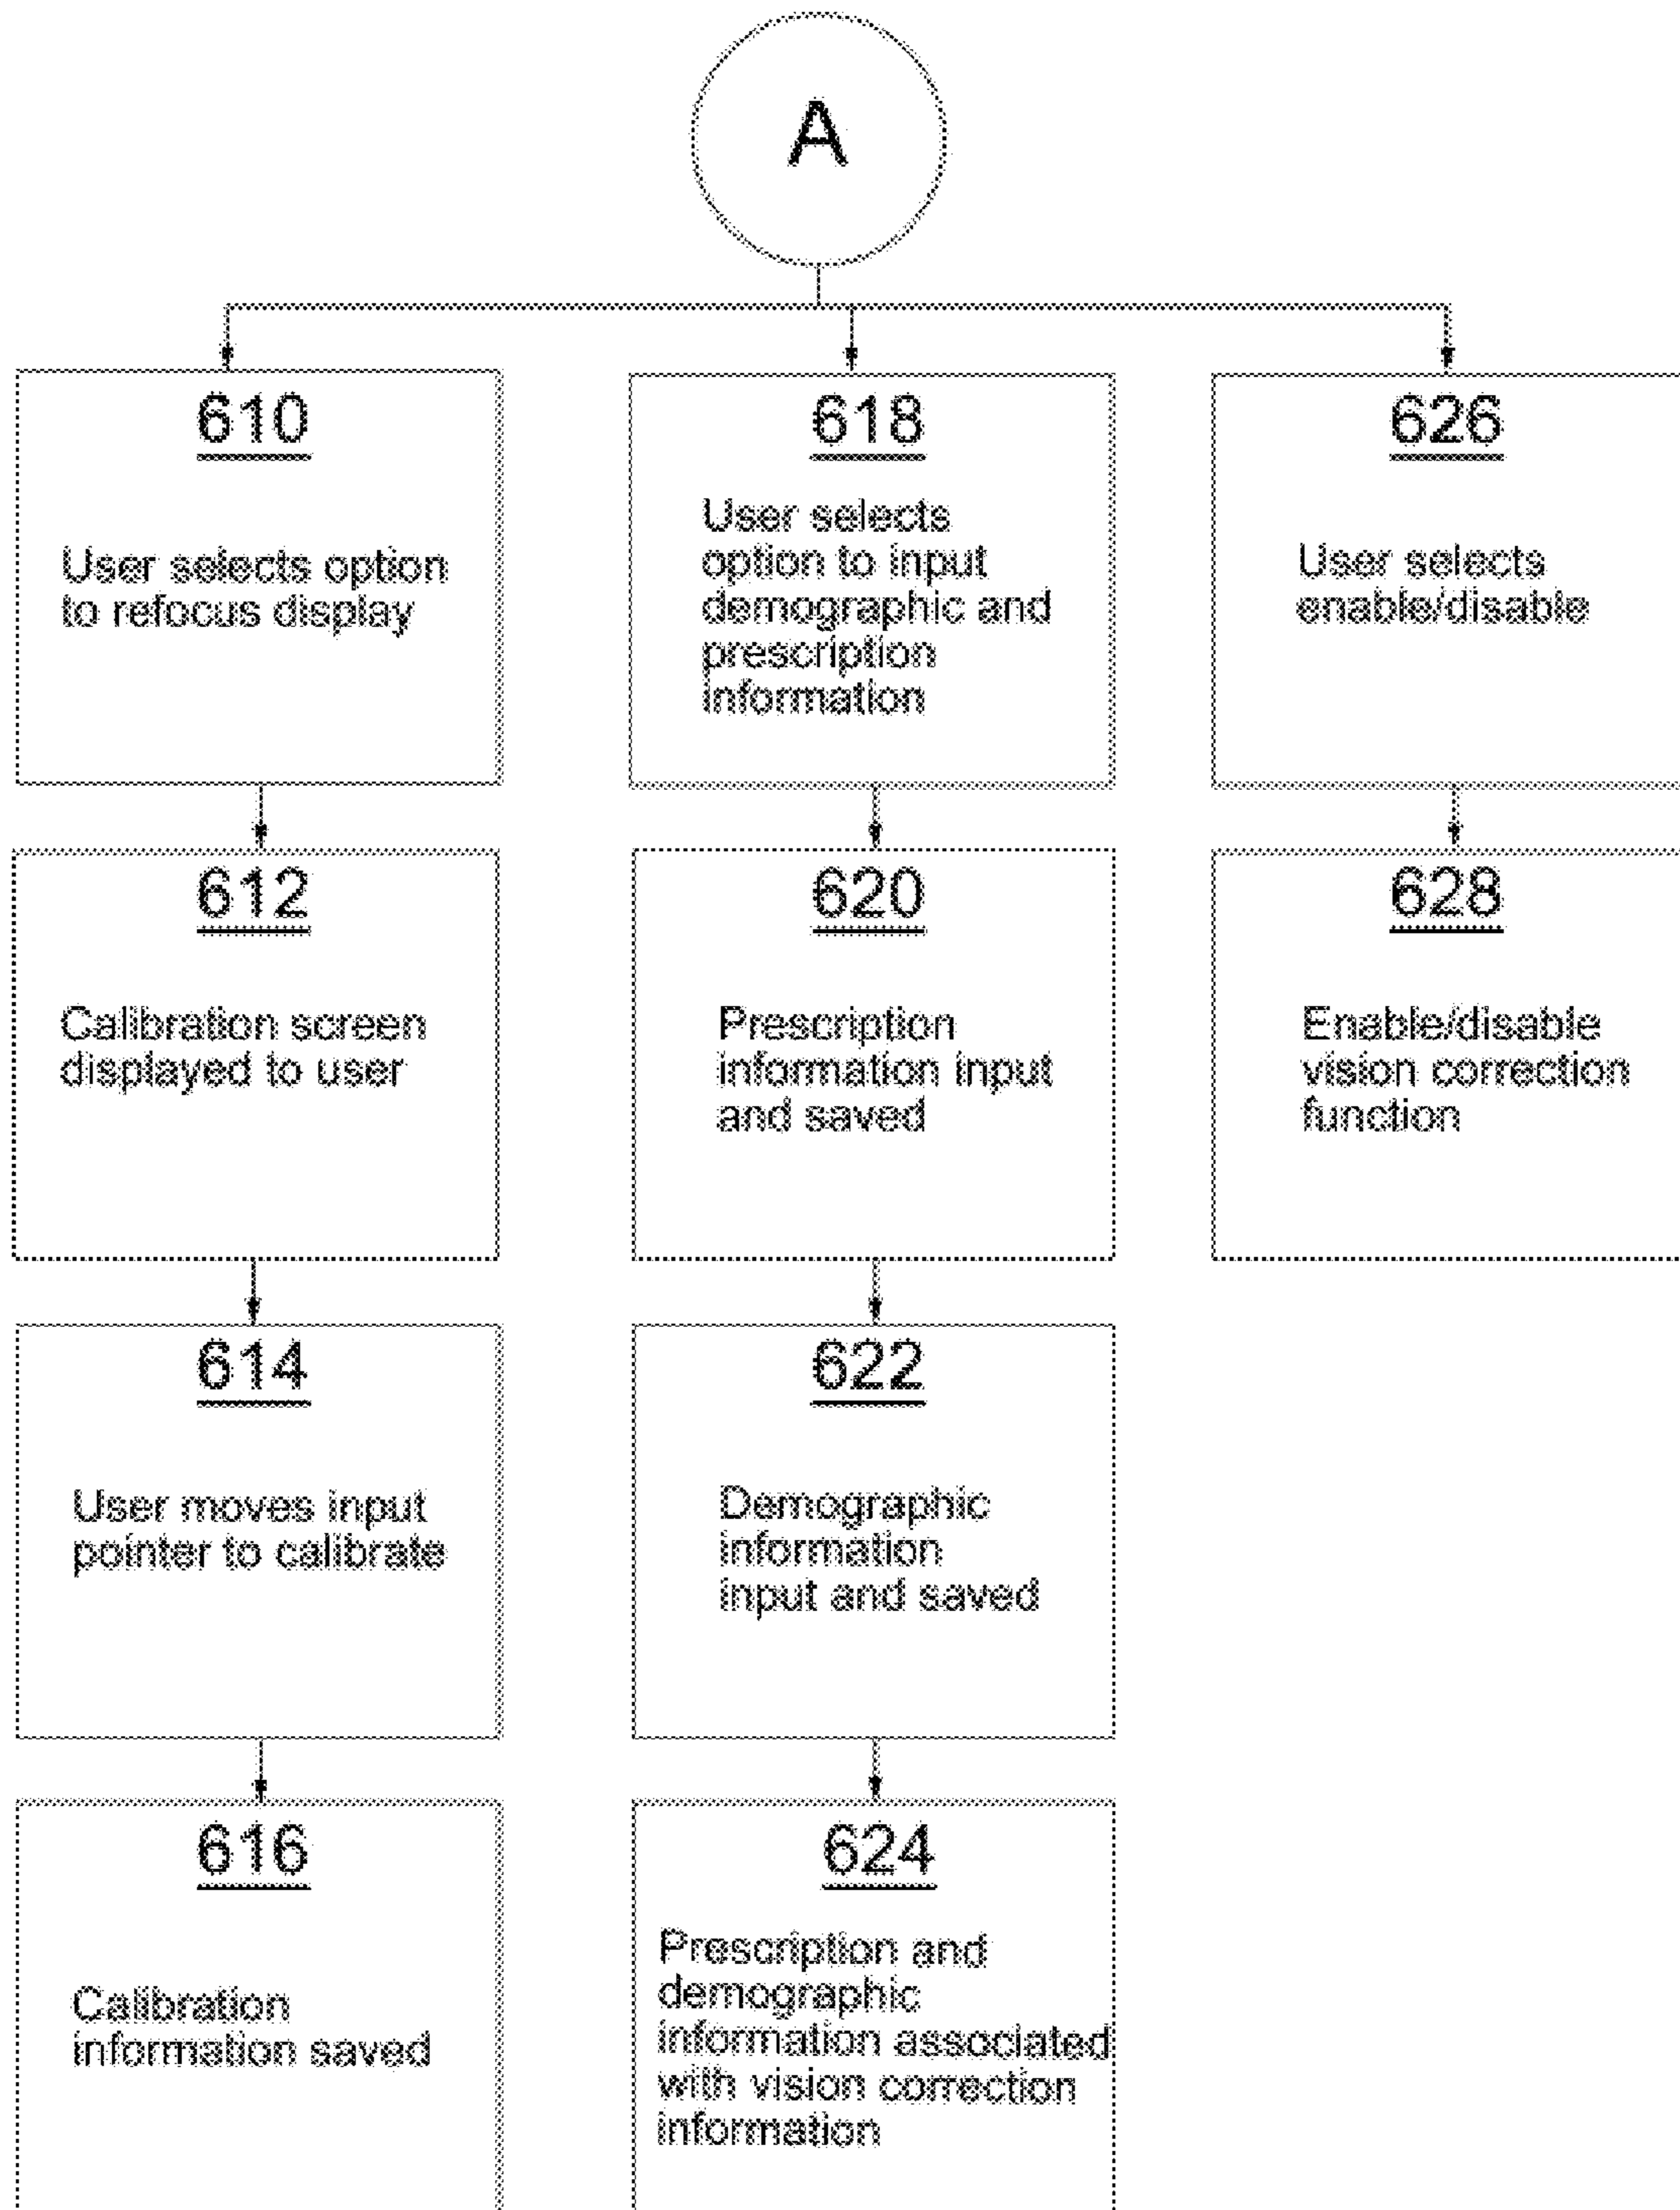 A
610
User selects option
to refocus display
618
User selects
option to input
demographic and
prescription
information
626
User selects
enable/disable
612
Calibration screen
displayed to user
620
Prescription
information input
and saved
628
Enable/disable
vision correction
function
614
User moves input
pointer to calibrate
622
Demographic
information
input and saved
616
Calibration
information saved
624
Prescription and
demographic
information associated
with vision correction
information